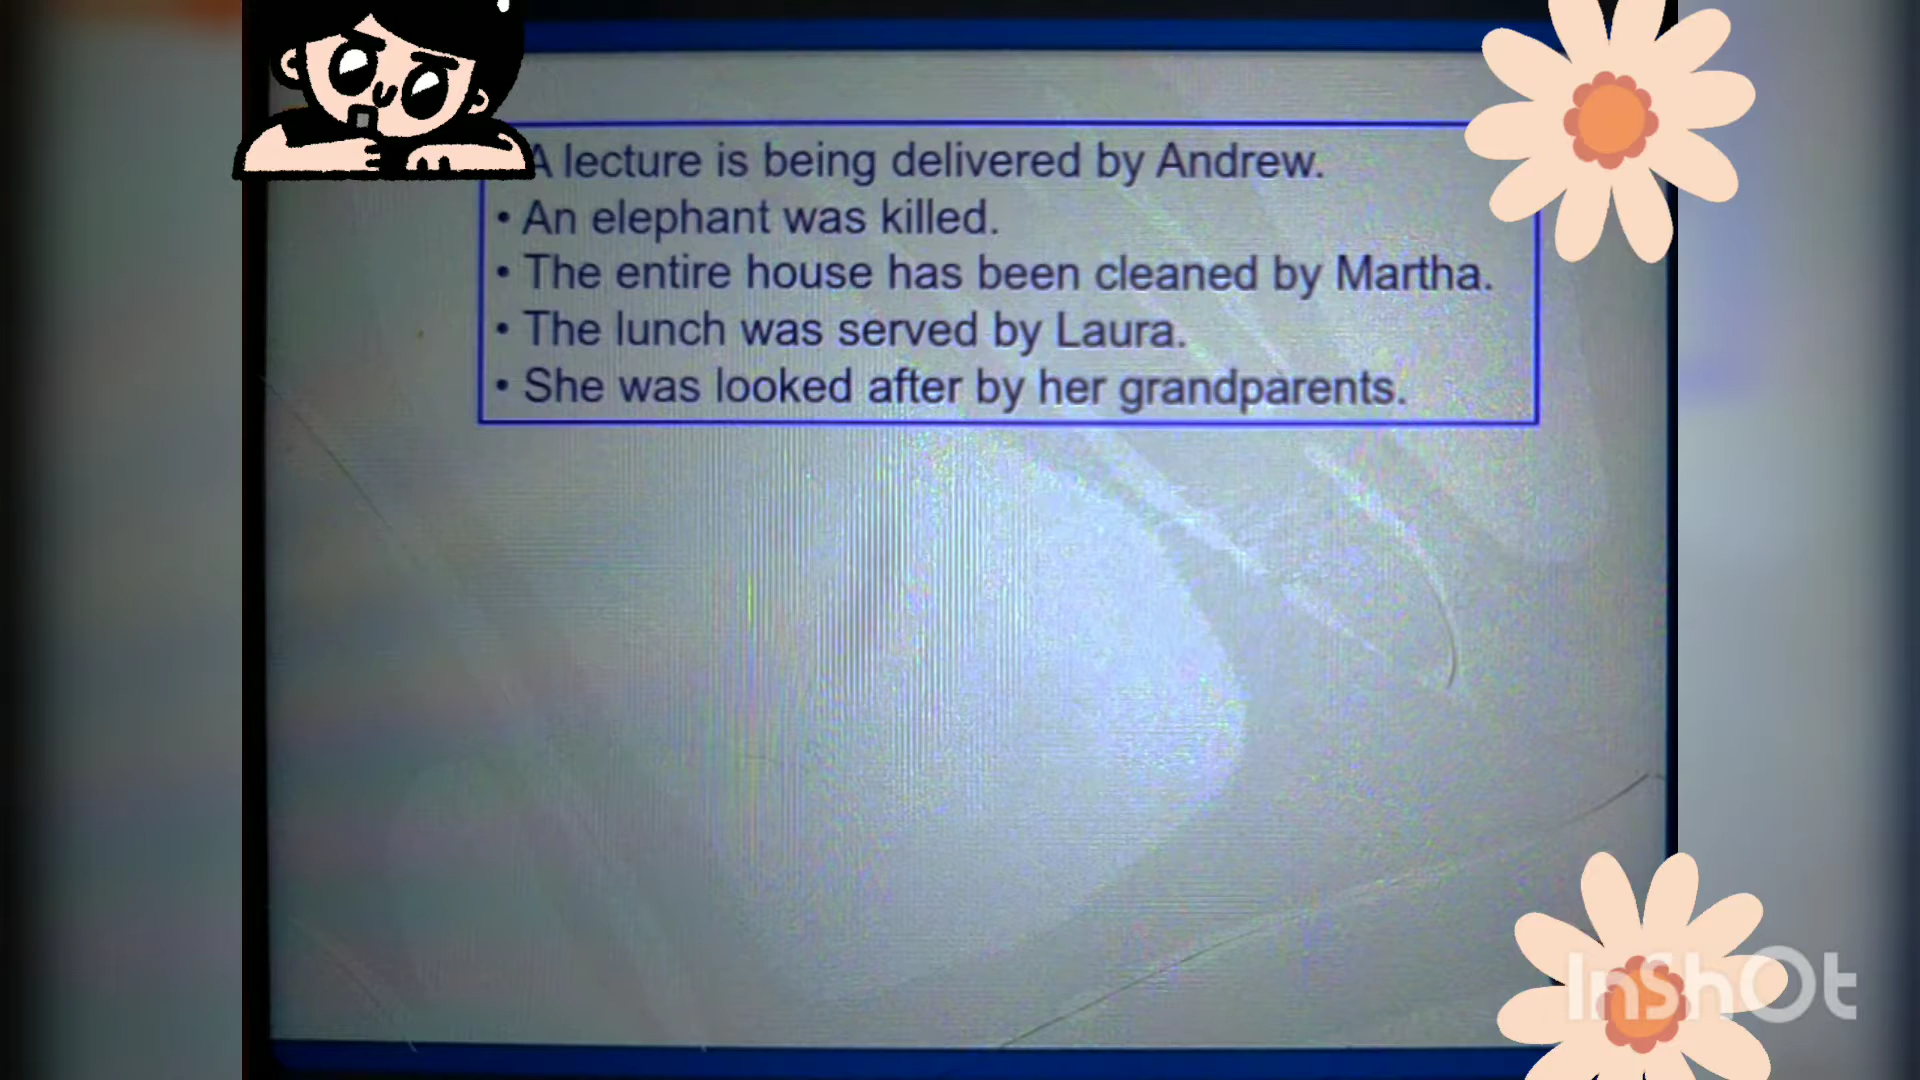 A lecture is being delivered by Andrew.
• An elephant was killed.
• The entire house has been cleaned by Martha.
• The lunch was served by Laura.
• She was looked after by her grandparents.
InShOt